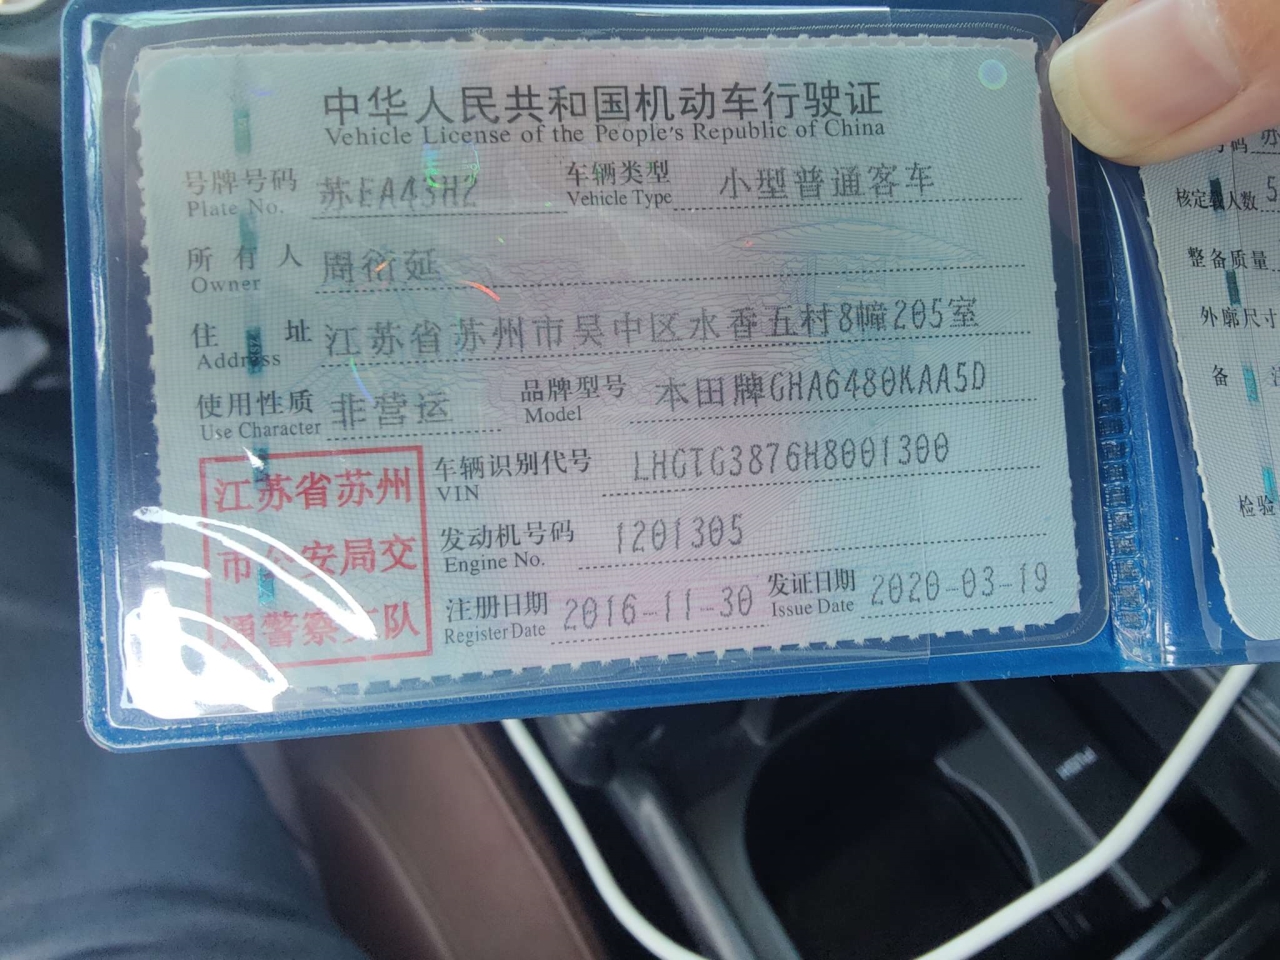 中华人民共和国机动车行驶证
Vehicle License of the People's Republic of China
号牌号码 苏EA45H2 车辆类型 小型普通客车
Plate No. Vehicle Type
所有人 周衍延
Owner
住址 江苏省苏州市吴中区水香五村8幢205室
Address
使用性质 非营运 品牌型号 本田牌GHA6480KAA5D
Use Character Model
车辆识别代号 LHGTG3876H8001300
VIN
发动机号码 1201305
Engine No.
注册日期 2016-11-30 发证日期 2020-03-19
Register Date Issue Date
江苏省苏州
市公安局交
通警察支队
号码 苏
核定载人数 5
整备质量
外廓尺寸
备
检验